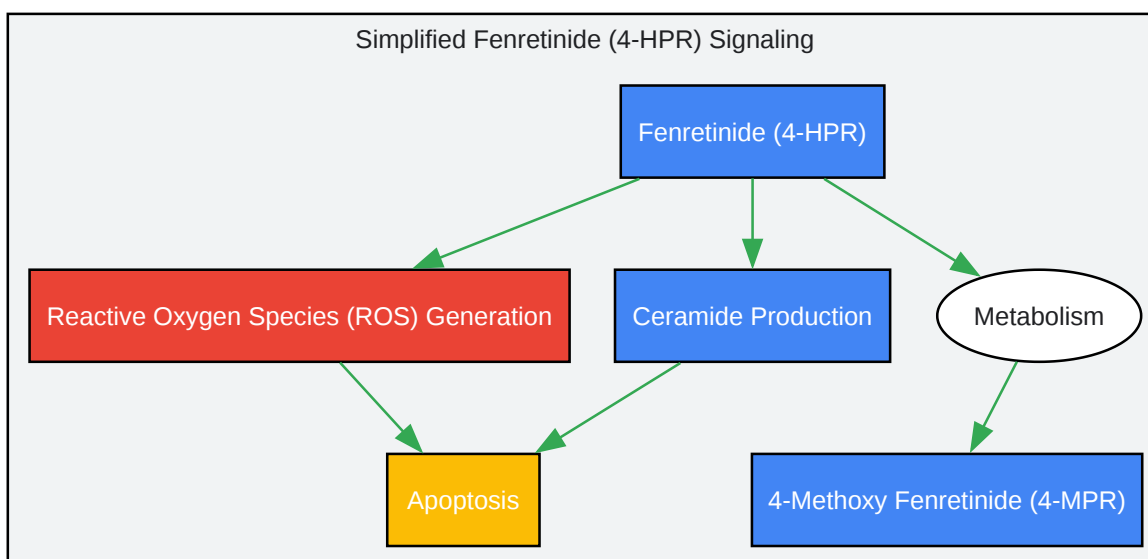 Simplified Fenretinide (4-HPR) Signaling
Fenretinide (4-HPR)
Reactive Oxygen Species (ROS) Generation
Ceramide Production
Metabolism
Apoptosis
4-Methoxy Fenretinide (4-MPR)